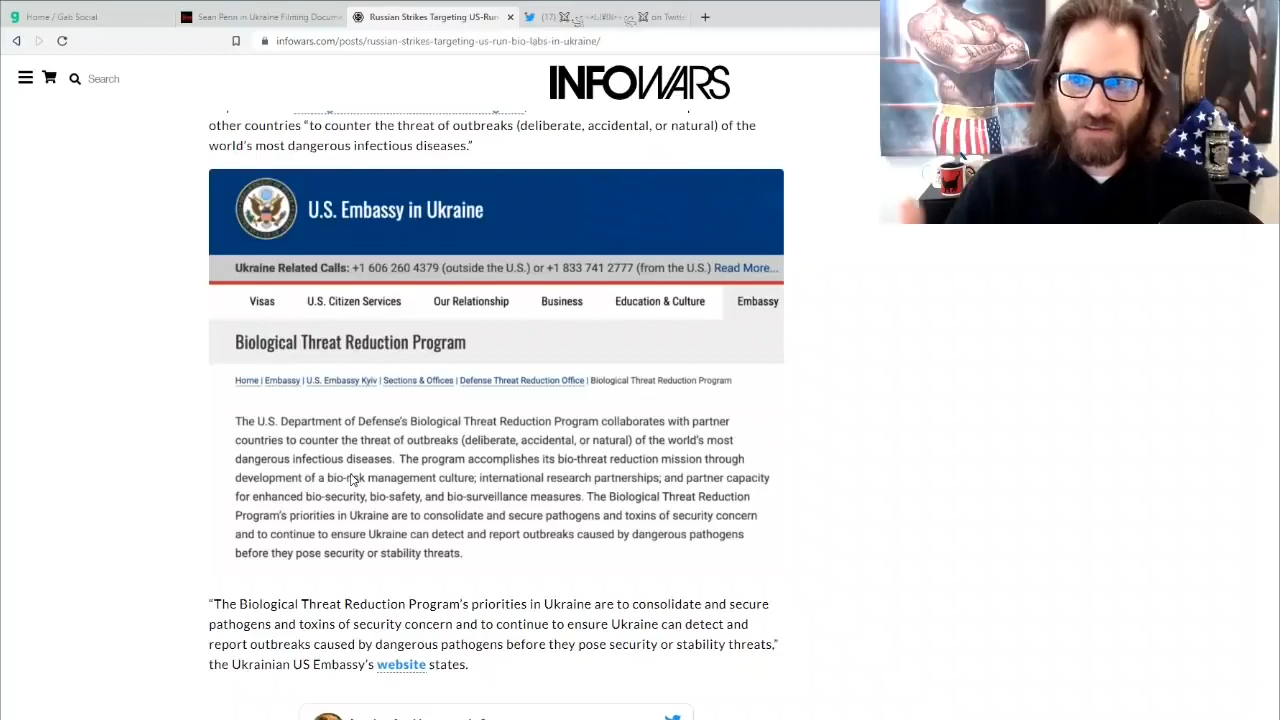 Home / Gab Social
Sean Penn in Ukraine Filming Docume
Russian Strikes Targeting US-Run
(17)
on Twitte
infowars.com/posts/russian-strikes-targeting-us-run-bio-labs-in-ukraine/
Search
INFOWARS
other countries “to counter the threat of outbreaks (deliberate, accidental, or natural) of the
world’s most dangerous infectious diseases.”
U.S. Embassy in Ukraine
Ukraine Related Calls: +1 606 260 4379 (outside the U.S.) or +1 833 741 2777 (from the U.S.) Read More...
Visas U.S. Citizen Services Our Relationship Business Education & Culture Embassy
Biological Threat Reduction Program
Home | Embassy | U.S. Embassy Kyiv | Sections & Offices | Defense Threat Reduction Office | Biological Threat Reduction Program
The U.S. Department of Defense's Biological Threat Reduction Program collaborates with partner
countries to counter the threat of outbreaks (deliberate, accidental, or natural) of the world's most
dangerous infectious diseases. The program accomplishes its bio-threat reduction mission through
development of a bio-risk management culture; international research partnerships; and partner capacity
for enhanced bio-security, bio-safety, and bio-surveillance measures. The Biological Threat Reduction
Program's priorities in Ukraine are to consolidate and secure pathogens and toxins of security concern
and to continue to ensure Ukraine can detect and report outbreaks caused by dangerous pathogens
before they pose security or stability threats.
“The Biological Threat Reduction Program’s priorities in Ukraine are to consolidate and secure
pathogens and toxins of security concern and to continue to ensure Ukraine can detect and
report outbreaks caused by dangerous pathogens before they pose security or stability threats,”
the Ukrainian US Embassy’s website states.